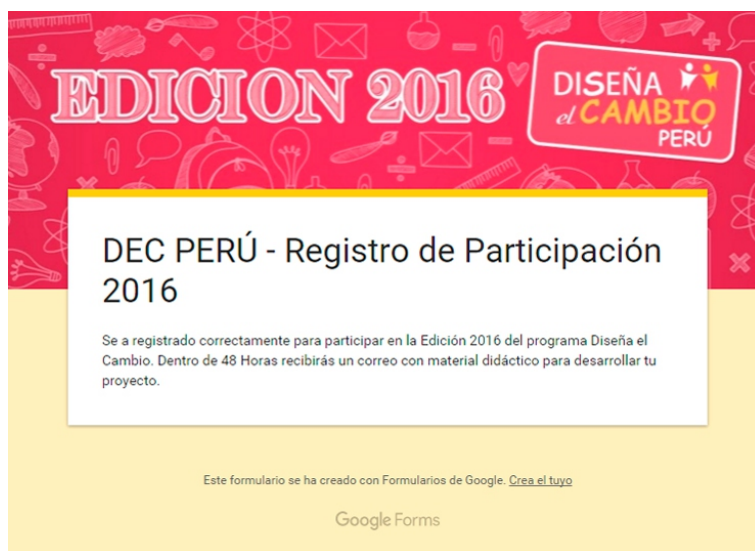 EDICION 2016
DISEÑA
el CAMBIO
PERÚ
DEC PERÚ - Registro de Participación
2016
Se a registrado correctamente para participar en la Edición 2016 del programa Diseña el
Cambio. Dentro de 48 Horas recibirás un correo con material didáctico para desarrollar tu
proyecto.
Este formulario se ha creado con Formularios de Google. Crea el tuyo
Google Forms